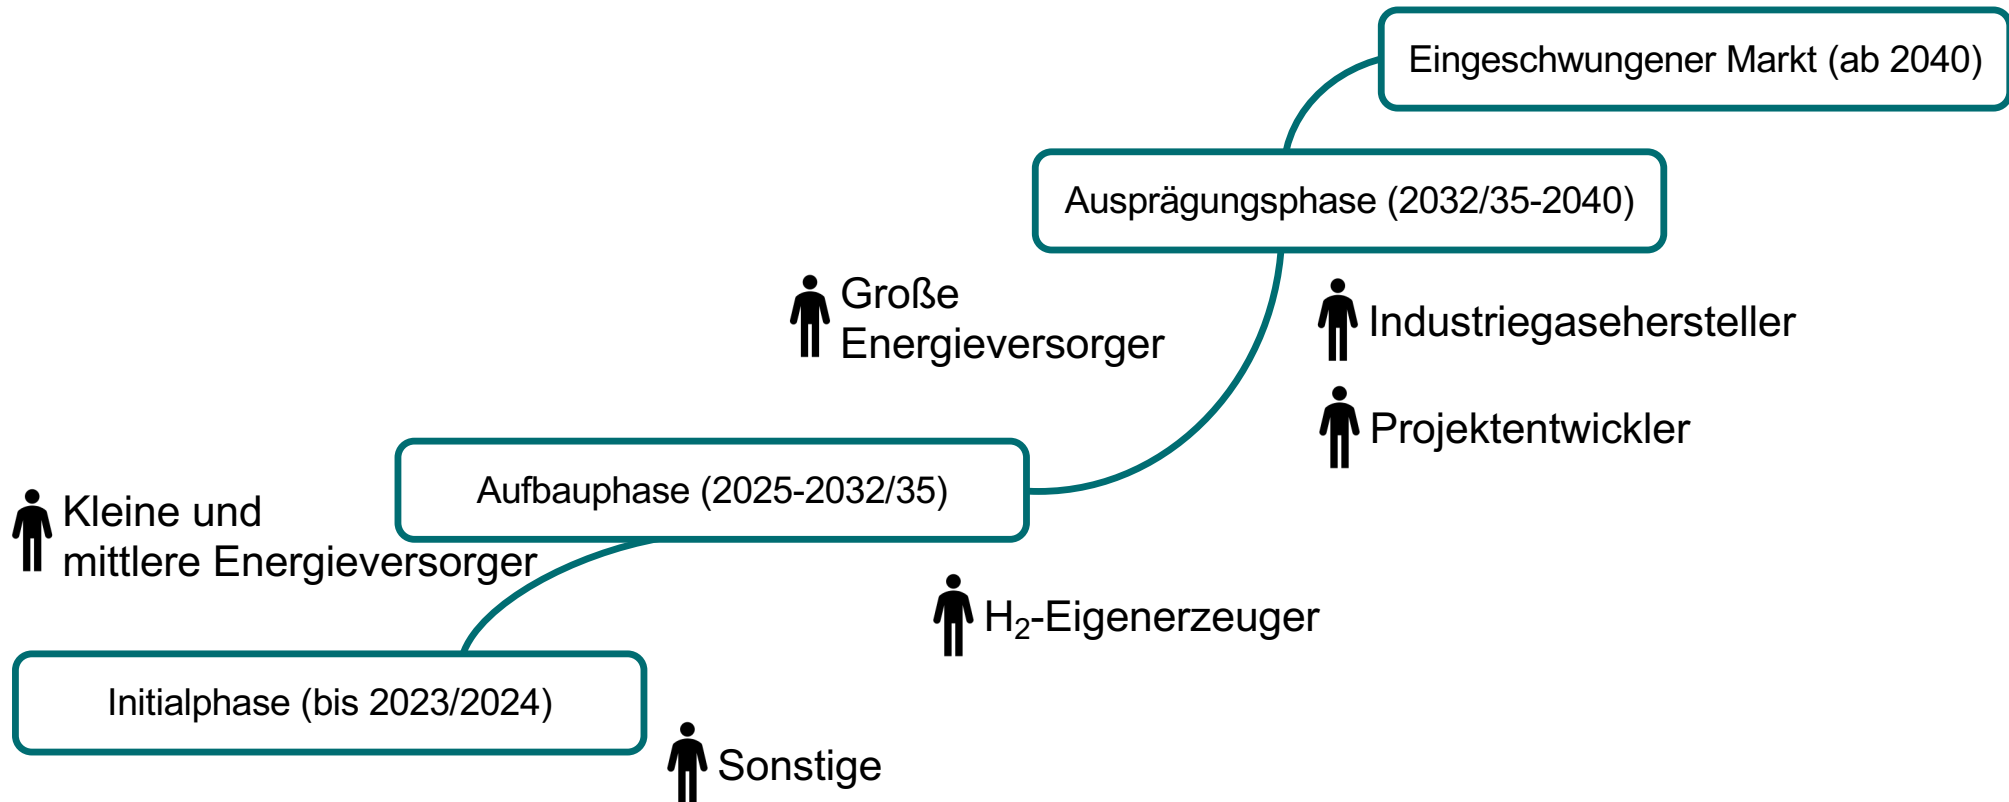 Eingeschwungener Markt (ab 2040)
Ausprägungsphase (2032/35-2040)
Große
Energieversorger
Industriegasehersteller
Projektentwickler
Aufbauphase (2025-2032/35)
Kleine und
mittlere Energieversorger
H₂-Eigenerzeuger
Initialphase (bis 2023/2024)
Sonstige